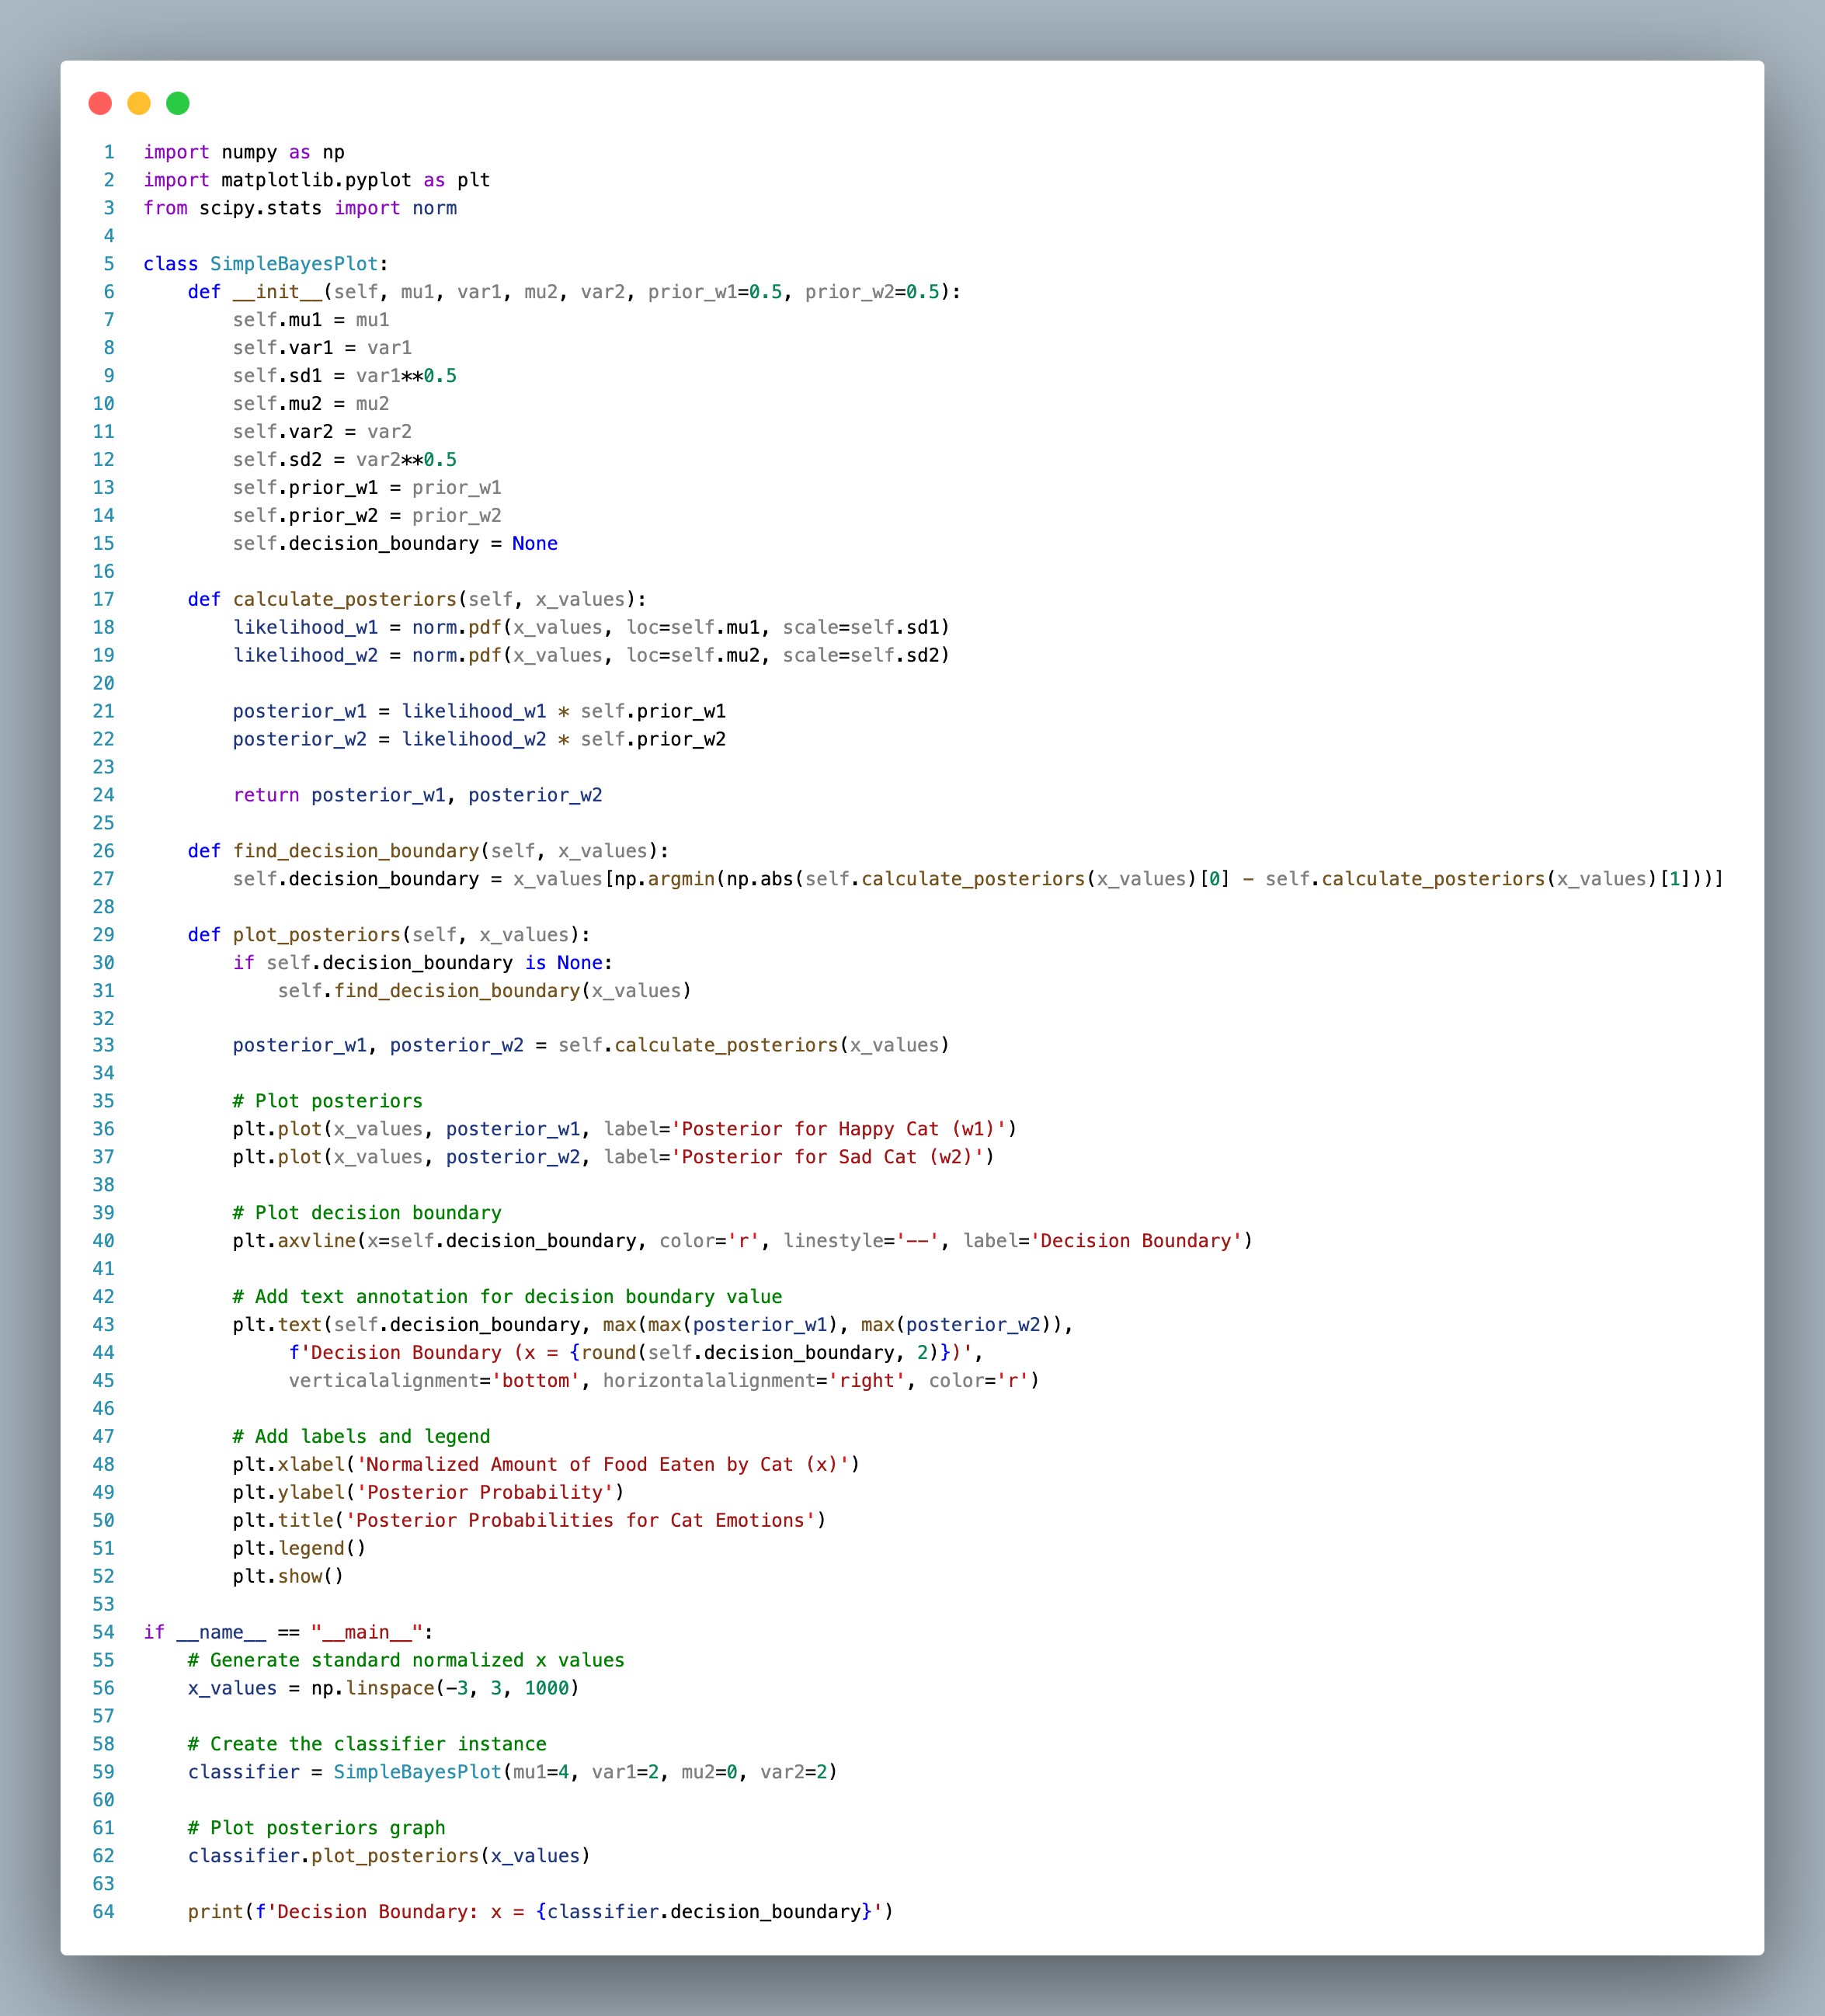 1 import numpy as np
2 import matplotlib.pyplot as plt
3 from scipy.stats import norm
4
5 class SimpleBayesPlot:
6     def __init__(self, mu1, var1, mu2, var2, prior_w1=0.5, prior_w2=0.5):
7         self.mu1 = mu1
8         self.var1 = var1
9         self.sd1 = var1**0.5
10         self.mu2 = mu2
11         self.var2 = var2
12         self.sd2 = var2**0.5
13         self.prior_w1 = prior_w1
14         self.prior_w2 = prior_w2
15         self.decision_boundary = None
16
17     def calculate_posteriors(self, x_values):
18         likelihood_w1 = norm.pdf(x_values, loc=self.mu1, scale=self.sd1)
19         likelihood_w2 = norm.pdf(x_values, loc=self.mu2, scale=self.sd2)
20
21         posterior_w1 = likelihood_w1 * self.prior_w1
22         posterior_w2 = likelihood_w2 * self.prior_w2
23
24         return posterior_w1, posterior_w2
25
26     def find_decision_boundary(self, x_values):
27         self.decision_boundary = x_values[np.argmin(np.abs(self.calculate_posteriors(x_values)[0] - self.calculate_posteriors(x_values)[1]))]
28
29     def plot_posteriors(self, x_values):
30         if self.decision_boundary is None:
31             self.find_decision_boundary(x_values)
32
33         posterior_w1, posterior_w2 = self.calculate_posteriors(x_values)
34
35         # Plot posteriors
36         plt.plot(x_values, posterior_w1, label='Posterior for Happy Cat (w1)')
37         plt.plot(x_values, posterior_w2, label='Posterior for Sad Cat (w2)')
38
39         # Plot decision boundary
40         plt.axvline(x=self.decision_boundary, color='r', linestyle='--', label='Decision Boundary')
41
42         # Add text annotation for decision boundary value
43         plt.text(self.decision_boundary, max(max(posterior_w1), max(posterior_w2)),
44              f'Decision Boundary (x = {round(self.decision_boundary, 2)})',
45              verticalalignment='bottom', horizontalalignment='right', color='r')
46
47         # Add labels and legend
48         plt.xlabel('Normalized Amount of Food Eaten by Cat (x)')
49         plt.ylabel('Posterior Probability')
50         plt.title('Posterior Probabilities for Cat Emotions')
51         plt.legend()
52         plt.show()
53
54 if __name__ == "__main__":
55     # Generate standard normalized x values
56     x_values = np.linspace(-3, 3, 1000)
57
58     # Create the classifier instance
59     classifier = SimpleBayesPlot(mu1=4, var1=2, mu2=0, var2=2)
60
61     # Plot posteriors graph
62     classifier.plot_posteriors(x_values)
63
64     print(f'Decision Boundary: x = {classifier.decision_boundary}')